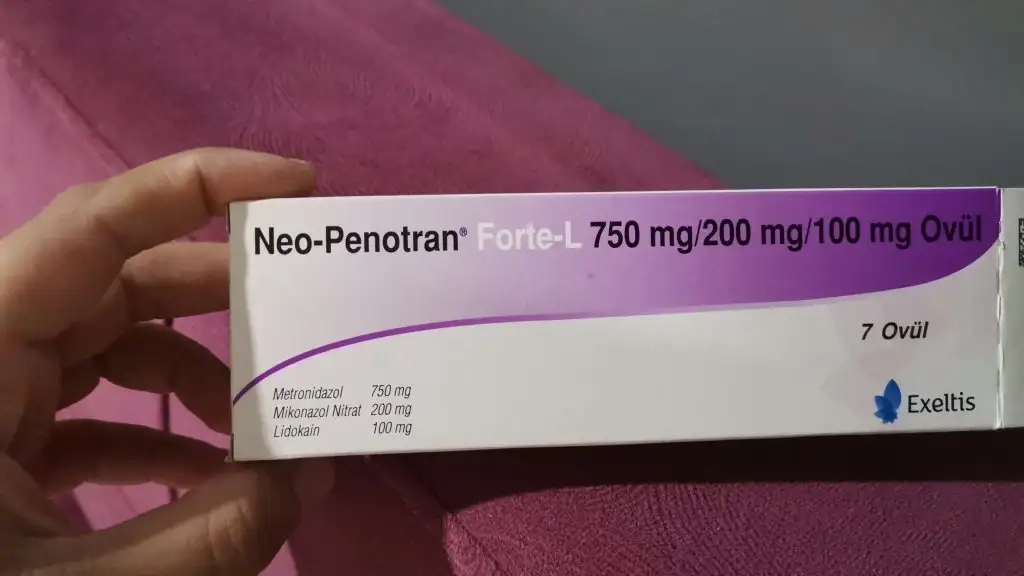 Neo-Penotran® Forte-L 750 mg/200 mg/100 mg Ovül
7 Ovül
Metronidazol 750 mg
Mikonazol Nitrat 200 mg
Lidokain 100 mg
Exeltis